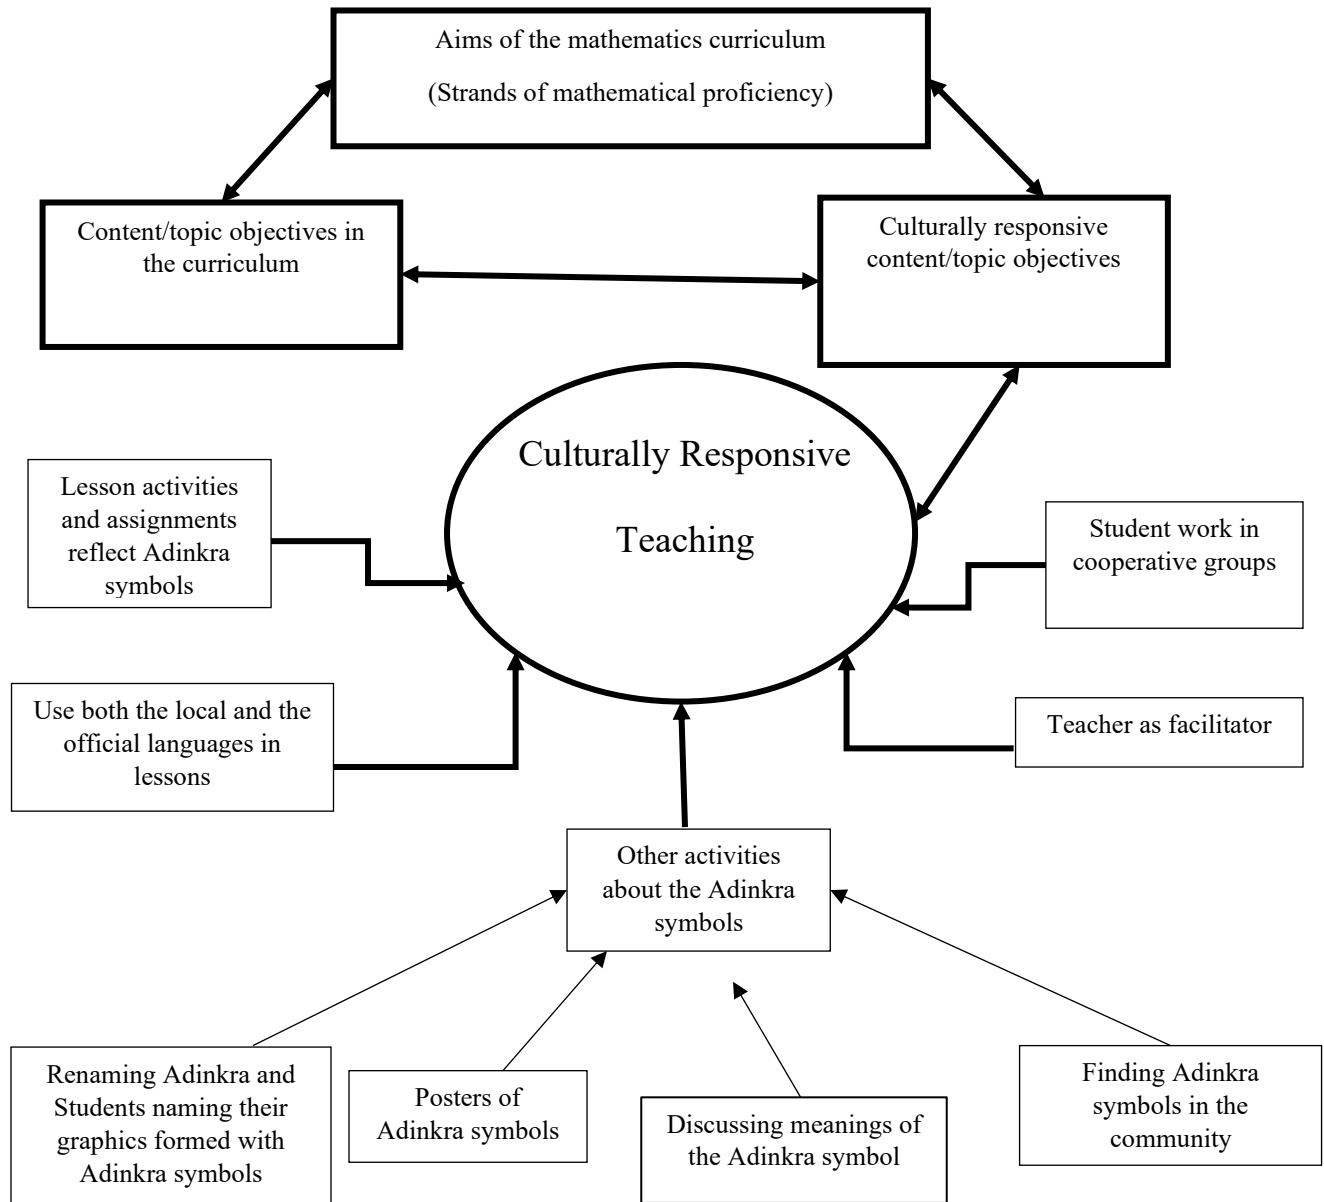 Aims of the mathematics curriculum
(Strands of mathematical proficiency)
Content/topic objectives in
the curriculum
Culturally responsive
content/topic objectives
Culturally Responsive
Teaching
Lesson activities
and assignments
reflect Adinkra
symbols
Student work in
cooperative groups
Use both the local and the
official languages in
lessons
Teacher as facilitator
Other activities
about the Adinkra
symbols
Renaming Adinkra and
Students naming their
graphics formed with
Adinkra symbols
Posters of
Adinkra symbols
Discussing meanings of
the Adinkra symbol
Finding Adinkra
symbols in the
community